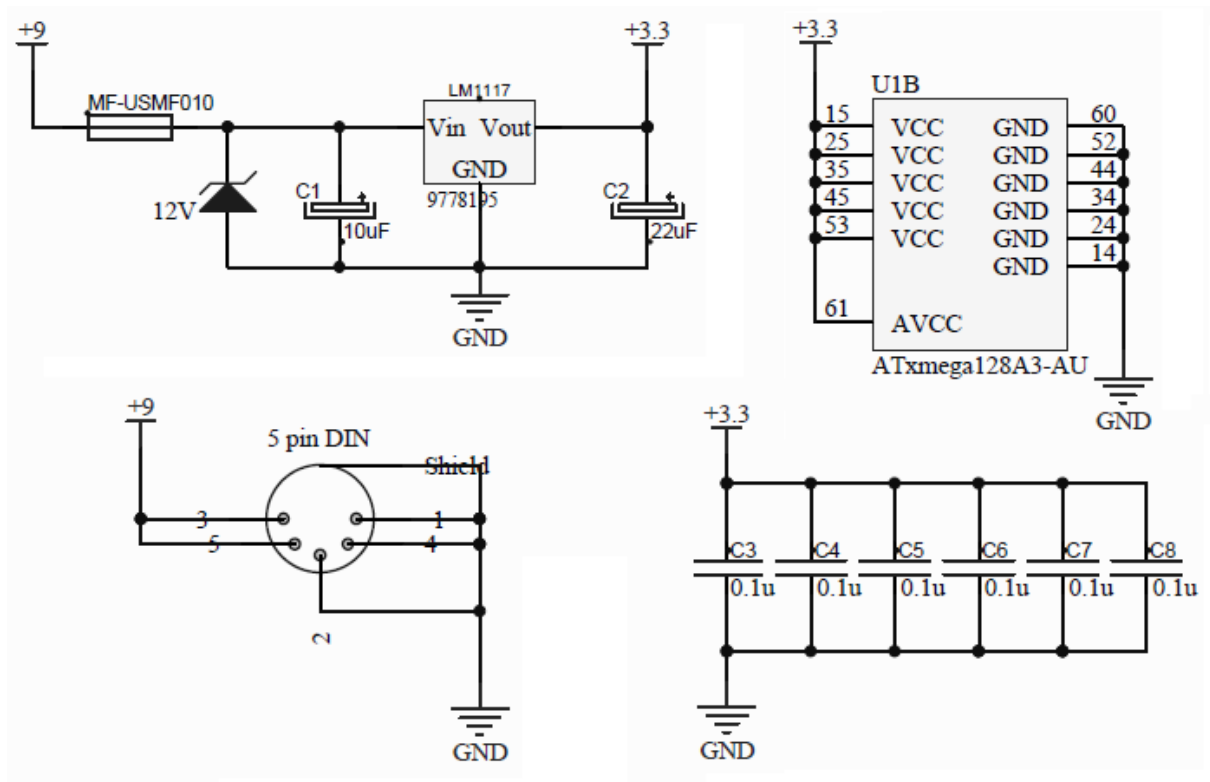 +9
MF-USMF010
12V
C1
10uF
LM1117
Vin Vout
GND
9778195
+3.3
C2
22uF
GND
+3.3
U1B
15 VCC GND 60
25 VCC GND 52
35 VCC GND 44
45 VCC GND 34
53 VCC GND 24
GND 14
61 AVCC
ATxmega128A3-AU
GND
+9
5 pin DIN
Shield
3 1
5 4
2
GND
+3.3
C3 C4 C5 C6 C7 C8
0.1u 0.1u 0.1u 0.1u 0.1u 0.1u
GND